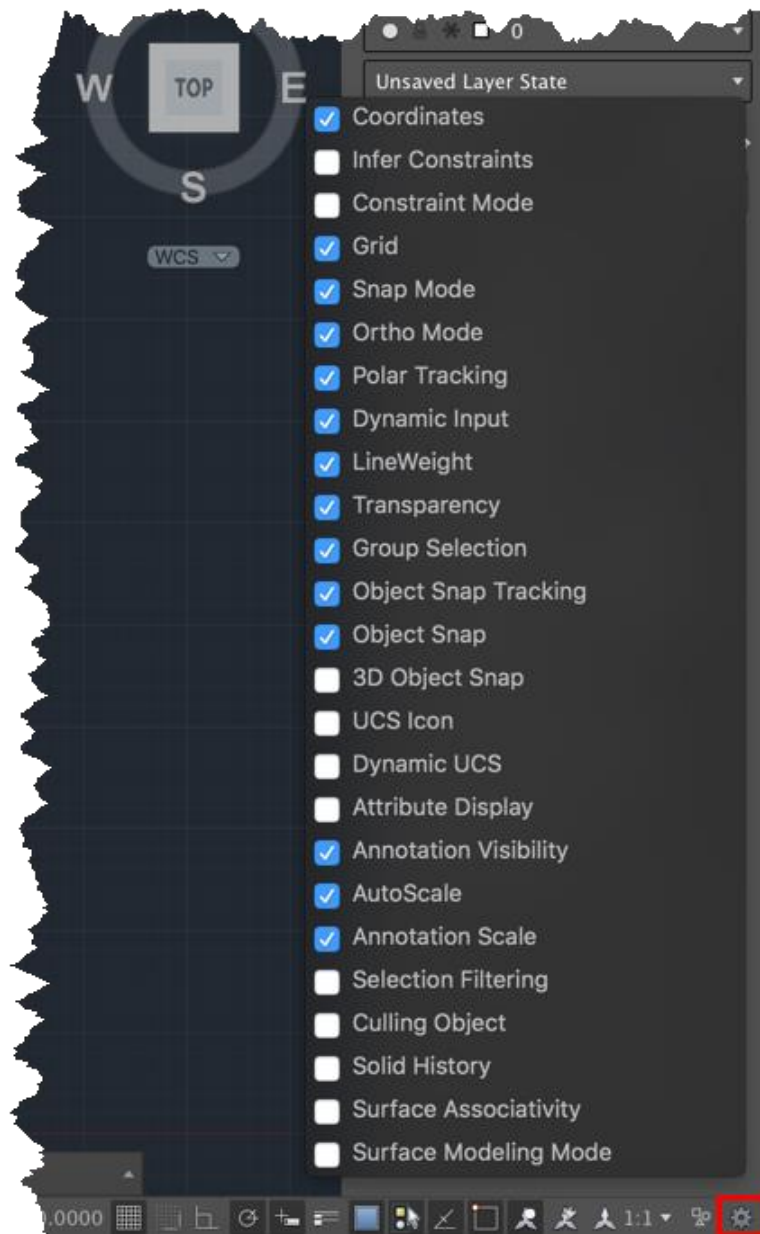 0
W
TOP
E
Unsaved Layer State
S
WCS
Coordinates
Infer Constraints
Constraint Mode
Grid
Snap Mode
Ortho Mode
Polar Tracking
Dynamic Input
LineWeight
Transparency
Group Selection
Object Snap Tracking
Object Snap
3D Object Snap
UCS Icon
Dynamic UCS
Attribute Display
Annotation Visibility
AutoScale
Annotation Scale
Selection Filtering
Culling Object
Solid History
Surface Associativity
Surface Modeling Mode
.0000 1:1